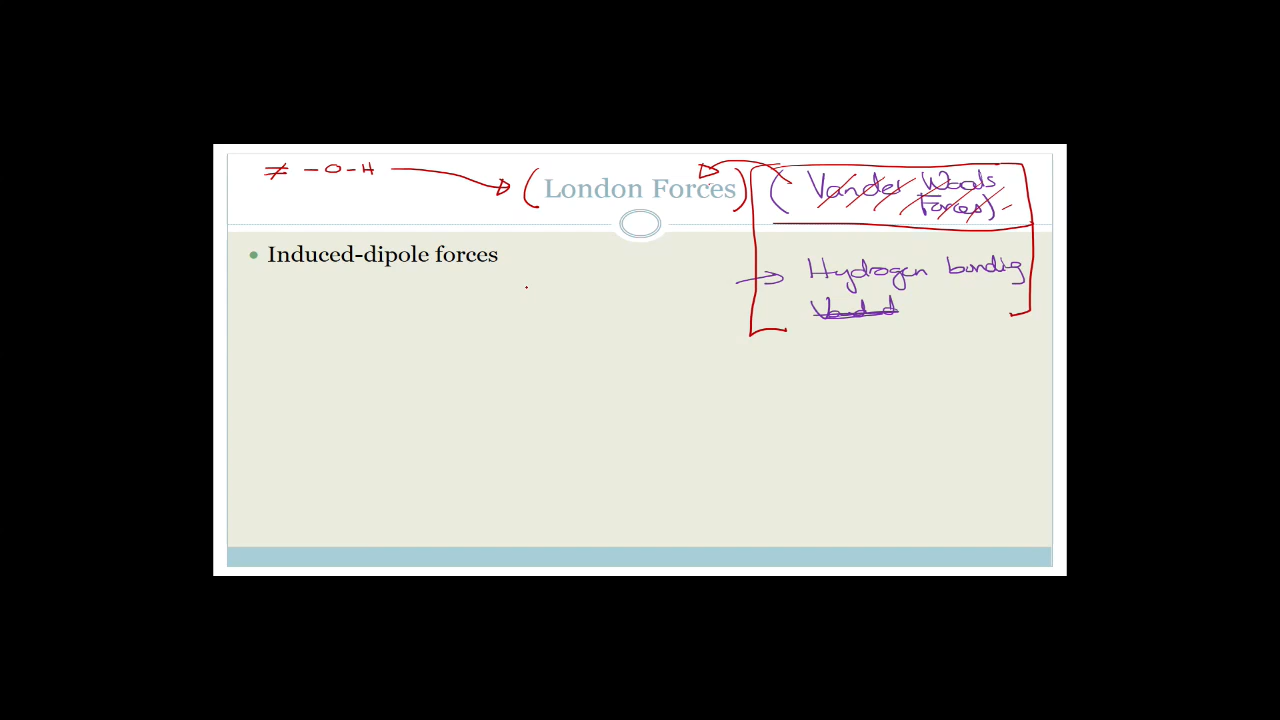 ≠ -O-H
(London Forces)
(Vander Waals
Forces)
• Induced-dipole forces
→ Hydrogen bonding